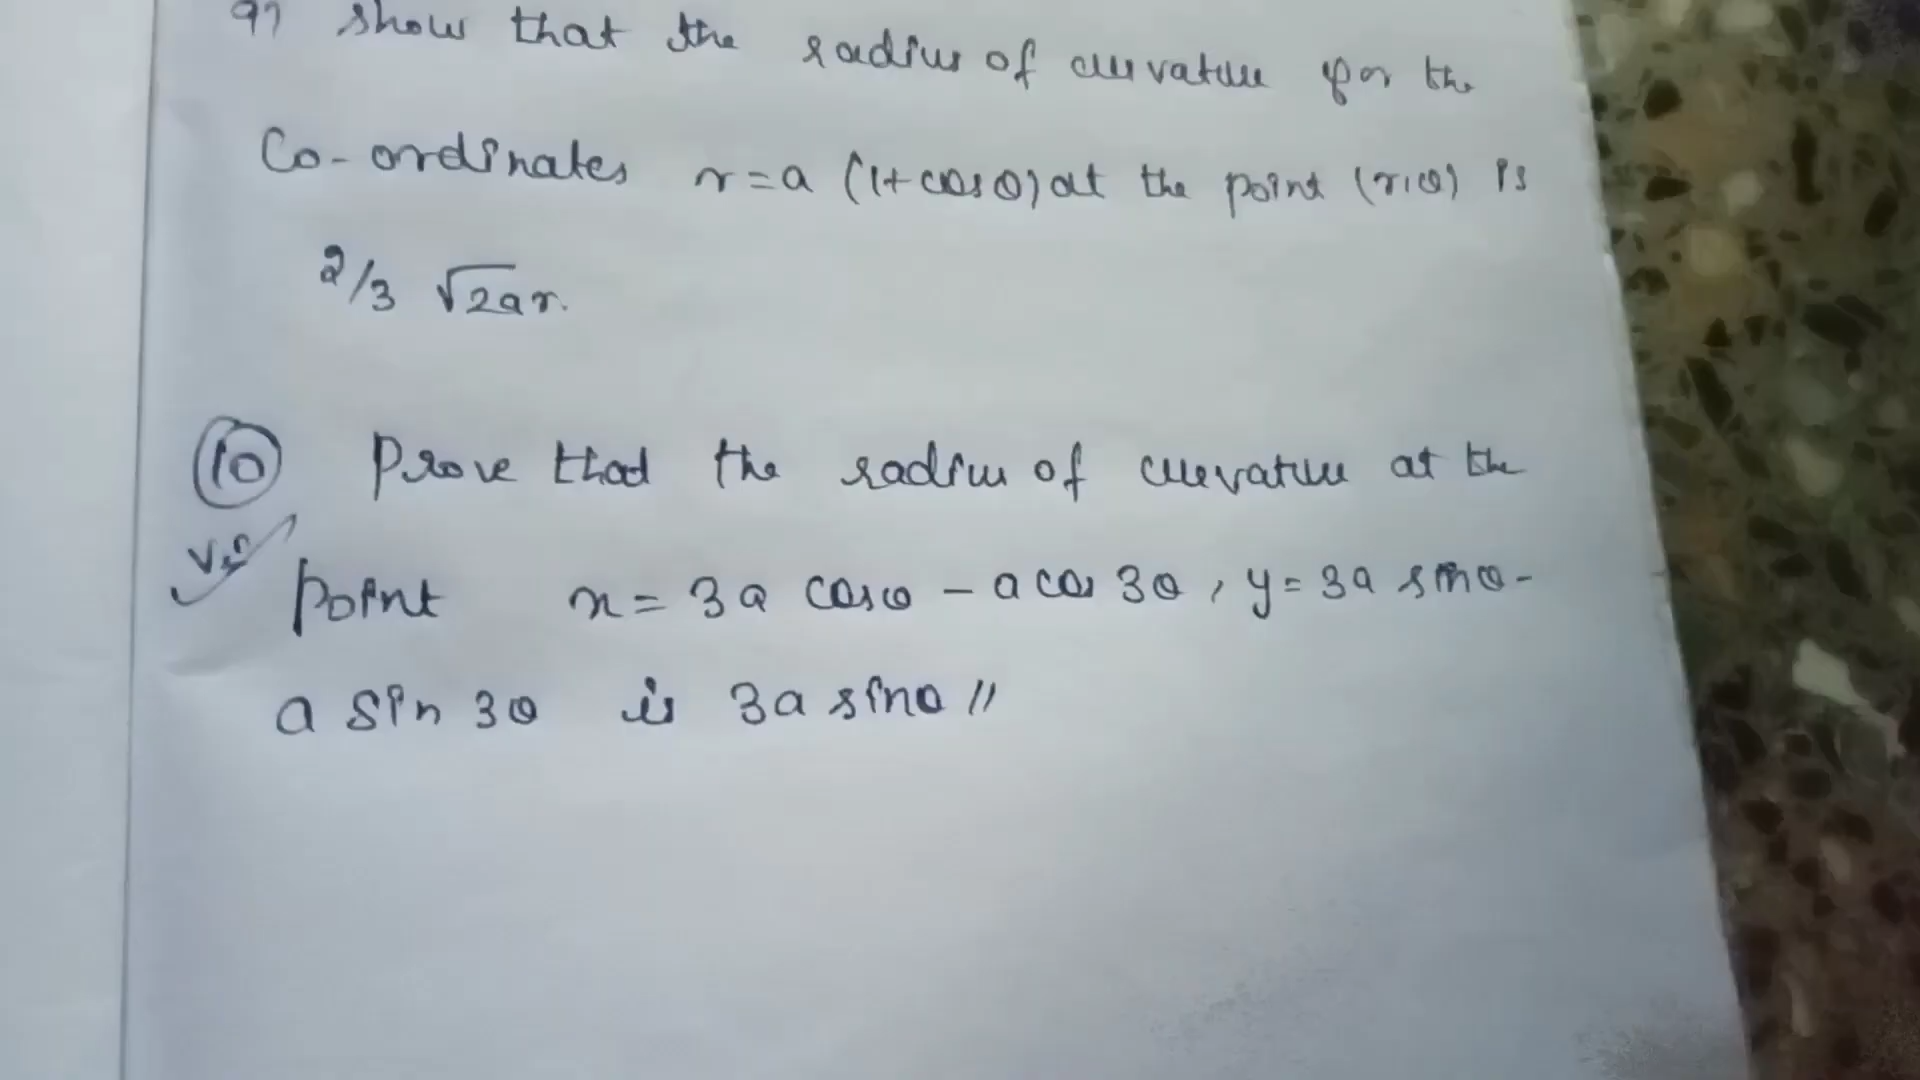 9) show that the radius of curvature for the
Co-ordinates r=a (1+cosθ) at the point (r,θ) is
2/3 √2ar.
10 Prove that the radius of curvature at the
point x = 3a cosθ - a cos 3θ, y = 3a sinθ -
a sin 3θ is 3a sinθ //